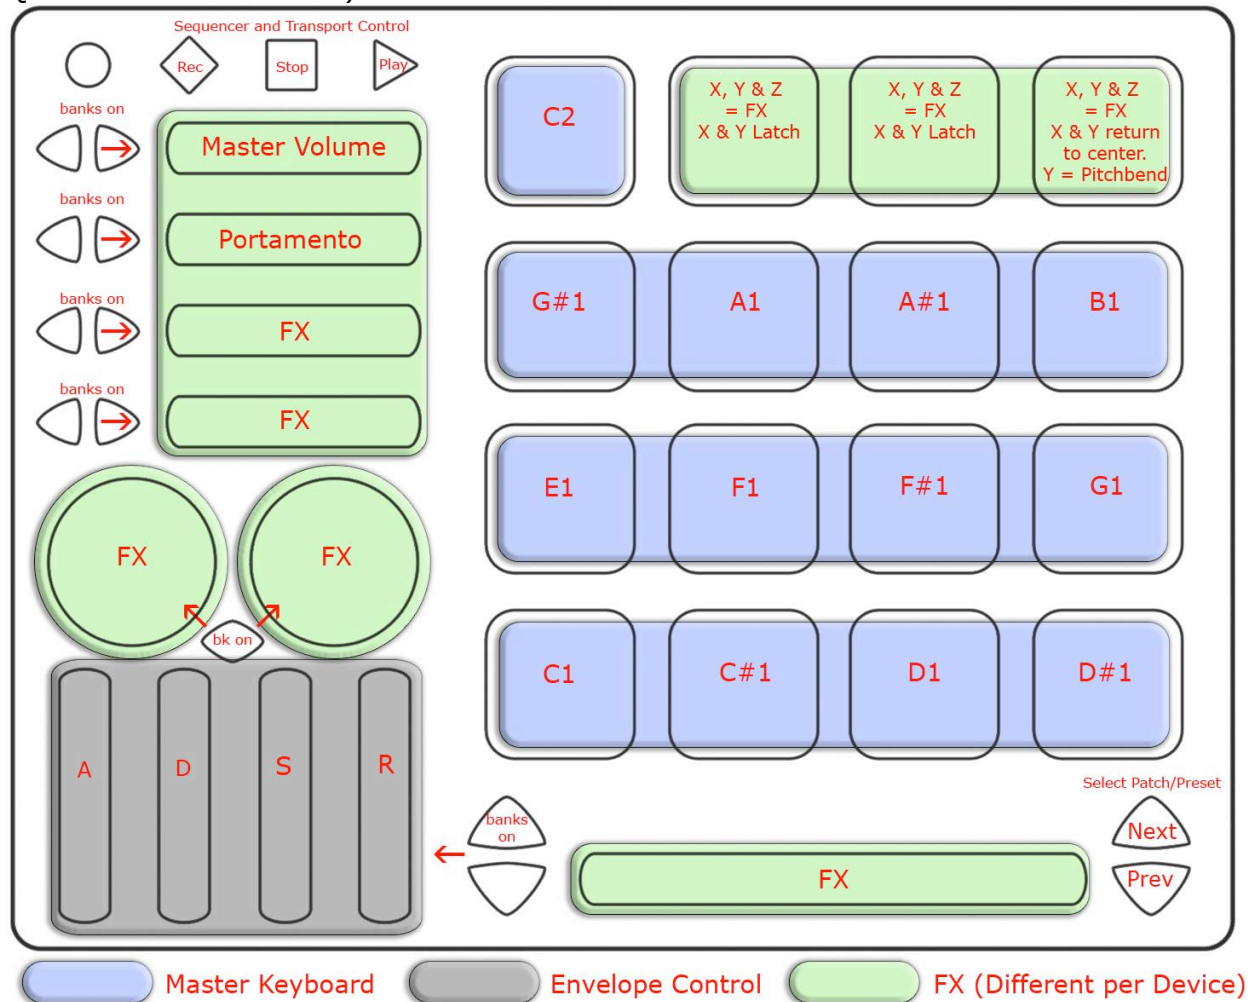 Sequencer and Transport Control
Rec
Stop
Play
banks on
Master Volume
banks on
Portamento
banks on
FX
banks on
FX
C2
X, Y & Z
= FX
X & Y Latch
X, Y & Z
= FX
X & Y Latch
X, Y & Z
= FX
X & Y return
to center.
Y = Pitchbend
G#1
A1
A#1
B1
E1
F1
F#1
G1
C1
C#1
D1
D#1
FX
FX
bk on
A
D
S
R
banks
on
FX
Select Patch/Preset
Next
Prev
Master Keyboard
Envelope Control
FX (Different per Device)